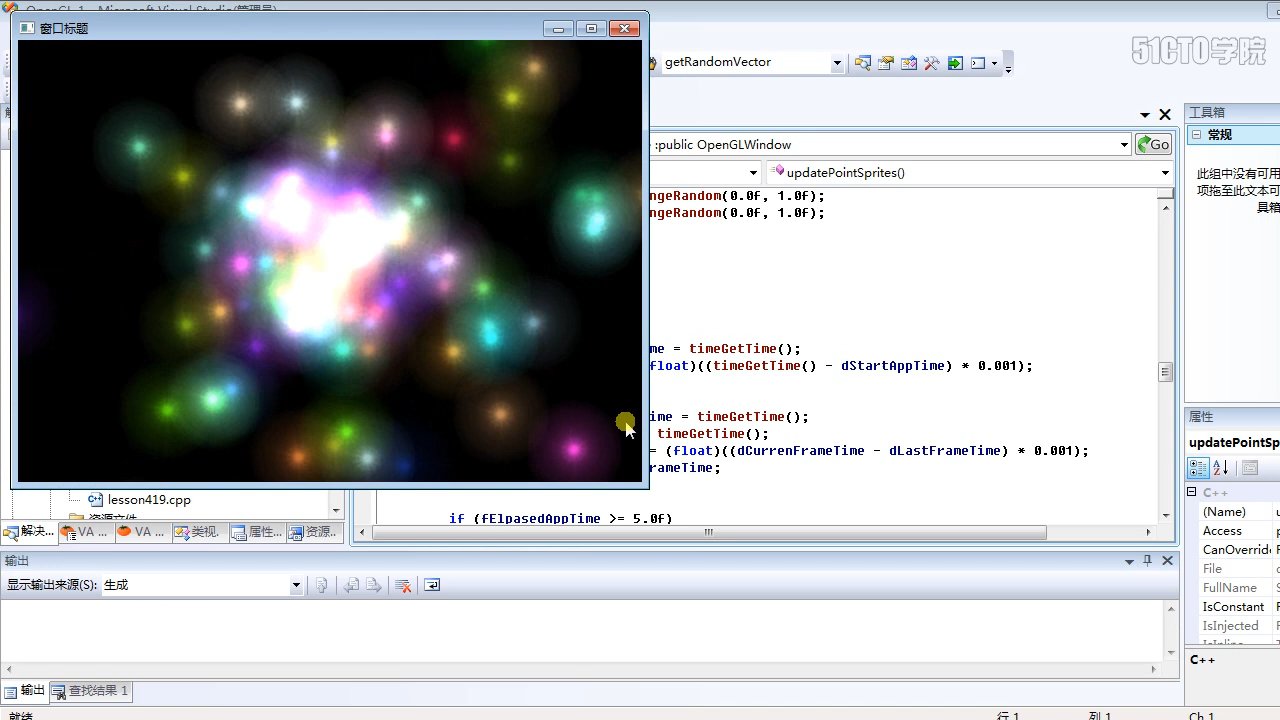 OpenGL_1 - Microsoft Visual Studio(管理员)
窗口标题
getRandomVector
51CTO学院
工具箱
常规
:public OpenGLWindow
Go
此组中没有可用
updatePointSprites()
项拖至此文本可
ngeRandom(0.0f, 1.0f);
具箱
ngeRandom(0.0f, 1.0f);
me = timeGetTime();
float)((timeGetTime() - dStartAppTime) * 0.001);
ime = timeGetTime();
timeGetTime();
= (float)((dCurrenFrameTime - dLastFrameTime) * 0.001);
rameTime;
if (fElpasedAppTime >= 5.0f)
属性
updatePointSp
C++
(Name)
Access
CanOverrid
File
FullName
IsConstant
IsInjected
IsInline
C++
lesson419.cpp
资源文件
解决...
VA ...
VA ...
类视...
属性...
资源...
输出
显示输出来源(S):
生成
输出
查找结果 1
就绪
行 1
列 1
Ch 1